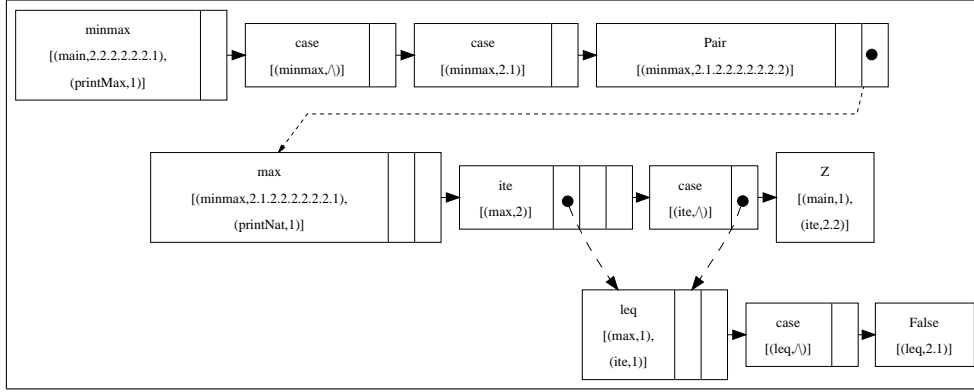 minmax
[(main,2.2.2.2.2.2.1),
(printMax,1)]
case
[(minmax,/\)]
case
[(minmax,2.1)]
Pair
[(minmax,2.1.2.2.2.2.2.2.2)]
max
[(minmax,2.1.2.2.2.2.2.2.2.1),
(printNat,1)]
ite
[(max,2)]
case
[(ite,/\)]
Z
[(main,1),
(ite,2.2)]
leq
[(max,1),
(ite,1)]
case
[(leq,/\)]
False
[(leq,2.1)]